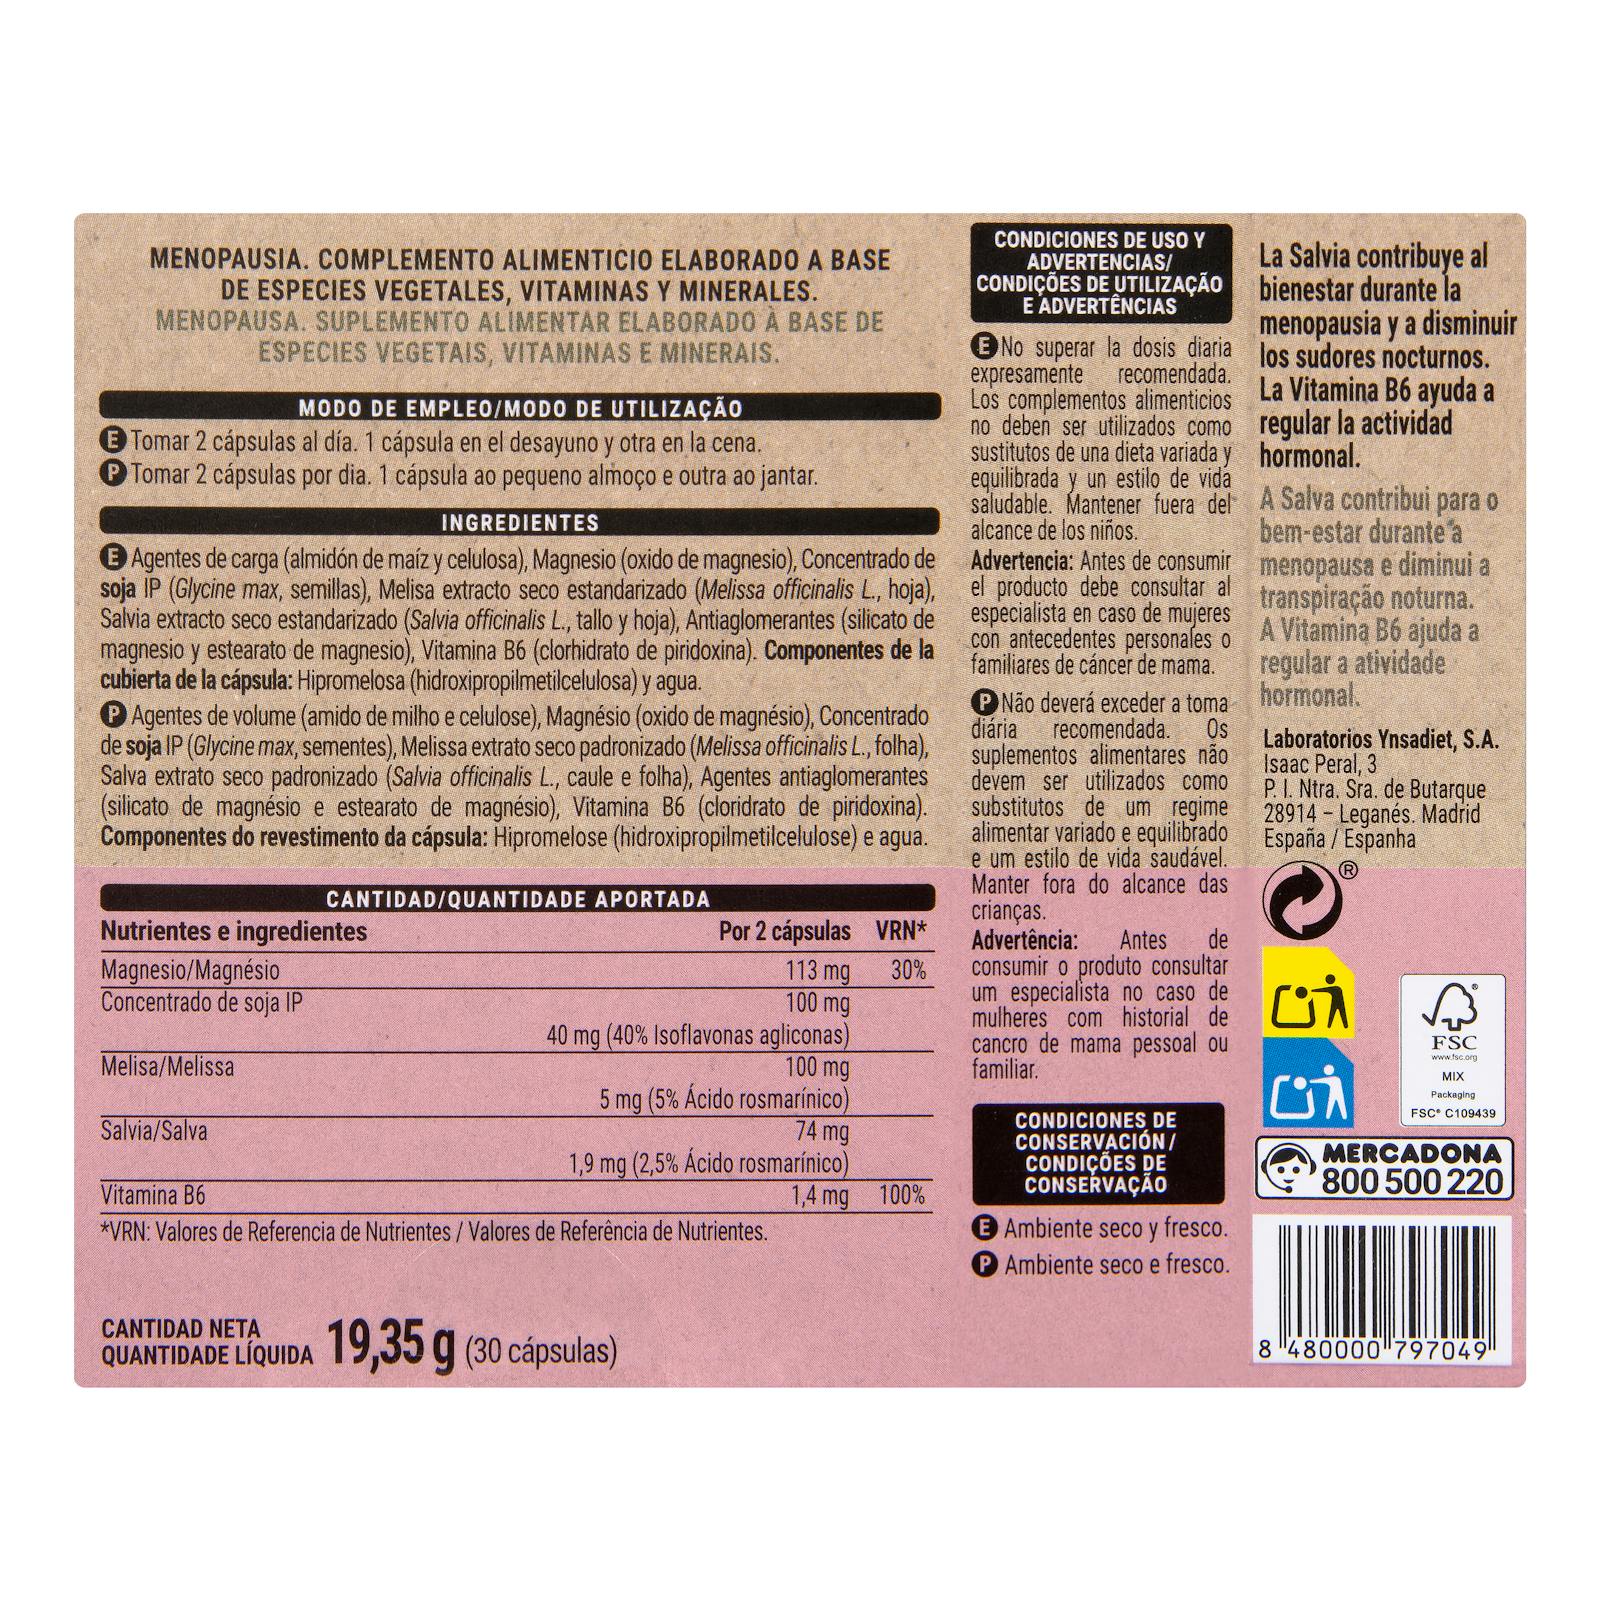 MENOPAUSIA. COMPLEMENTO ALIMENTICIO ELABORADO A BASE
DE ESPECIES VEGETALES, VITAMINAS Y MINERALES.
MENOPAUSA. SUPLEMENTO ALIMENTAR ELABORADO À BASE DE
ESPECIES VEGETAIS, VITAMINAS E MINERAIS.
MODO DE EMPLEO/MODO DE UTILIZAÇÃO
E Tomar 2 cápsulas al día. 1 cápsula en el desayuno y otra en la cena.
P Tomar 2 cápsulas por dia. 1 cápsula ao pequeno almoço e outra ao jantar.
INGREDIENTES
E Agentes de carga (almidón de maíz y celulosa), Magnesio (oxido de magnesio), Concentrado de
soja IP (Glycine max, semillas), Melisa extracto seco estandarizado (Melissa officinalis L., hoja),
Salvia extracto seco estandarizado (Salvia officinalis L., tallo y hoja), Antiaglomerantes (silicato de
magnesio y estearato de magnesio), Vitamina B6 (clorhidrato de piridoxina). Componentes de la
cubierta de la cápsula: Hipromelosa (hidroxipropilmetilcelulosa) y agua.
P Agentes de volume (amido de milho e celulose), Magnésio (oxido de magnésio), Concentrado
de soja IP (Glycine max, sementes), Melissa extrato seco padronizado (Melissa officinalis L., folha),
Salva extrato seco padronizado (Salvia officinalis L., caule e folha), Agentes antiaglomerantes
(silicato de magnésio e estearato de magnésio), Vitamina B6 (cloridrato de piridoxina).
Componentes do revestimento da cápsula: Hipromelose (hidroxipropilmetilcelulose) e agua.
CANTIDAD/QUANTIDADE APORTADA
Nutrientes e ingredientes Por 2 cápsulas VRN*
Magnesio/Magnésio 113 mg 30%
Concentrado de soja IP 100 mg
40 mg (40% Isoflavonas agliconas)
Melisa/Melissa 100 mg
5 mg (5% Ácido rosmarínico)
Salvia/Salva 74 mg
1,9 mg (2,5% Ácido rosmarínico)
Vitamina B6 1,4 mg 100%
*VRN: Valores de Referencia de Nutrientes / Valores de Referência de Nutrientes.
CANTIDAD NETA
QUANTIDADE LÍQUIDA 19,35 g (30 cápsulas)
CONDICIONES DE USO Y
ADVERTENCIAS/
CONDIÇÕES DE UTILIZAÇÃO
E ADVERTÊNCIAS
E No superar la dosis diaria
expresamente recomendada.
Los complementos alimenticios
no deben ser utilizados como
sustitutos de una dieta variada y
equilibrada y un estilo de vida
saludable. Mantener fuera del
alcance de los niños.
Advertencia: Antes de consumir
el producto debe consultar al
especialista en caso de mujeres
con antecedentes personales o
familiares de cáncer de mama.
P Não deverá exceder a toma
diária recomendada. Os
suplementos alimentares não
devem ser utilizados como
substitutos de um regime
alimentar variado e equilibrado
e um estilo de vida saudável.
Manter fora do alcance das
crianças.
Advertência: Antes de
consumir o produto consultar
um especialista no caso de
mulheres com historial de
cancro de mama pessoal ou
familiar.
CONDICIONES DE
CONSERVACIÓN/
CONDIÇÕES DE
CONSERVAÇÃO
E Ambiente seco y fresco.
P Ambiente seco e fresco.
La Salvia contribuye al
bienestar durante la
menopausia y a disminuir
los sudores nocturnos.
La Vitamina B6 ayuda a
regular la actividad
hormonal.
A Salva contribui para o
bem-estar durante a
menopausa e diminui a
transpiração noturna.
A Vitamina B6 ajuda a
regular a atividade
hormonal.
Laboratorios Ynsadiet, S.A.
Isaac Peral, 3
P. I. Ntra. Sra. de Butarque
28914 – Leganés. Madrid
España / Espanha
®
FSC
www.fsc.org
MIX
Packaging
FSC® C109439
MERCADONA
800 500 220
8 480000 797049